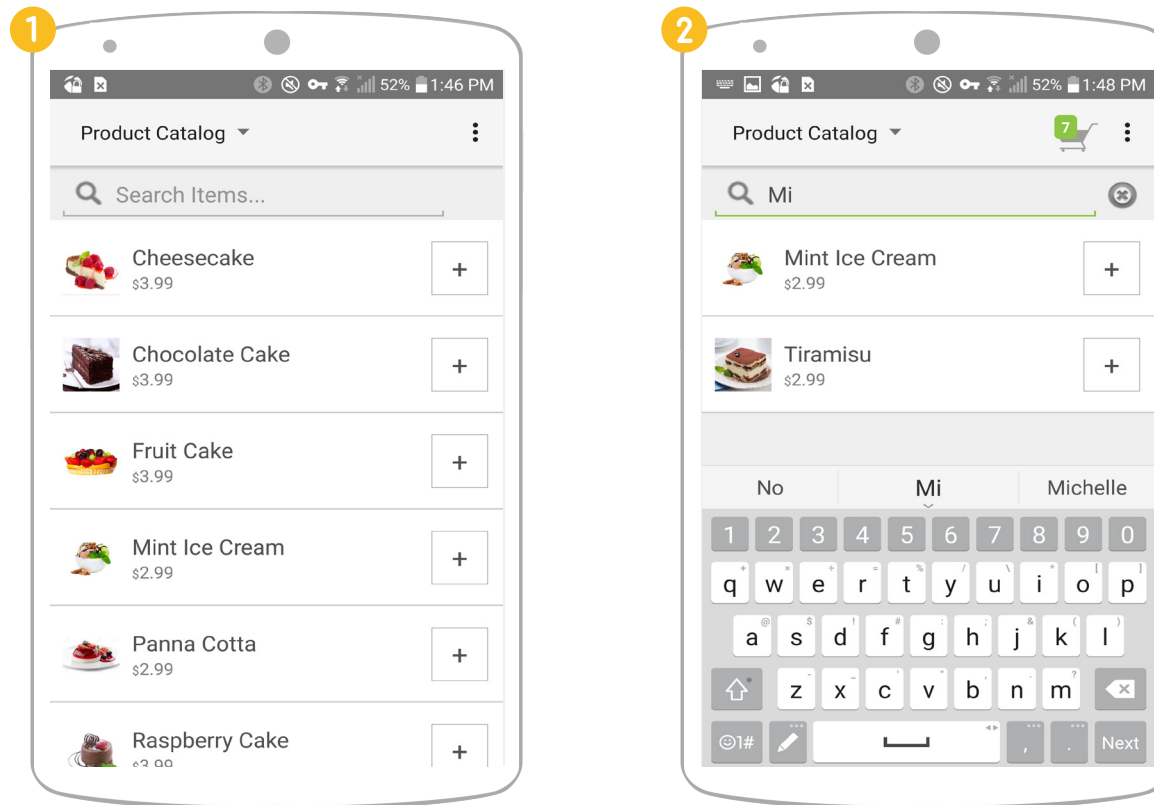 1
52% 1:46 PM
Product Catalog
Search Items...
Cheesecake
$3.99
+
Chocolate Cake
$3.99
+
Fruit Cake
$3.99
+
Mint Ice Cream
$2.99
+
Panna Cotta
$2.99
+
Raspberry Cake
$3.99
+
2
52% 1:48 PM
Product Catalog
7
Mi
Mint Ice Cream
$2.99
+
Tiramisu
$2.99
+
No Mi Michelle
1 2 3 4 5 6 7 8 9 0
q w e r t y u i o p
a s d f g h j k l
z x c v b n m
1# , . Next